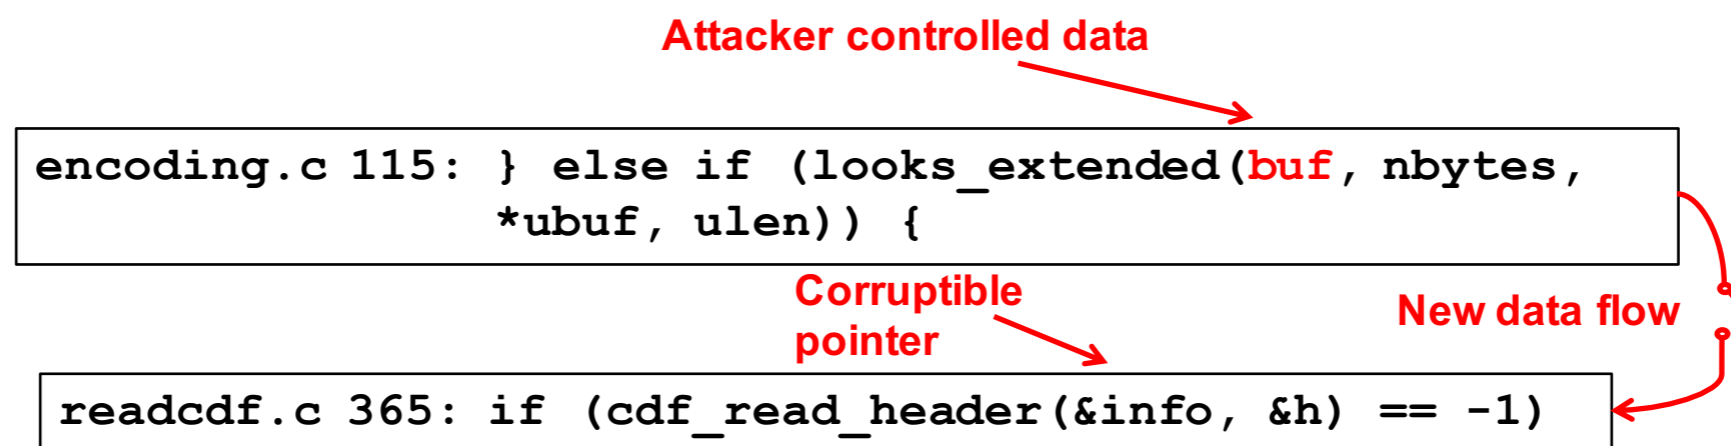 Attacker controlled data
encoding.c 115: } else if (looks_extended(buf, nbytes,
*ubuf, ulen)) {
Corruptible
pointer
New data flow
readcdf.c 365: if (cdf_read_header(&info, &h) == -1)